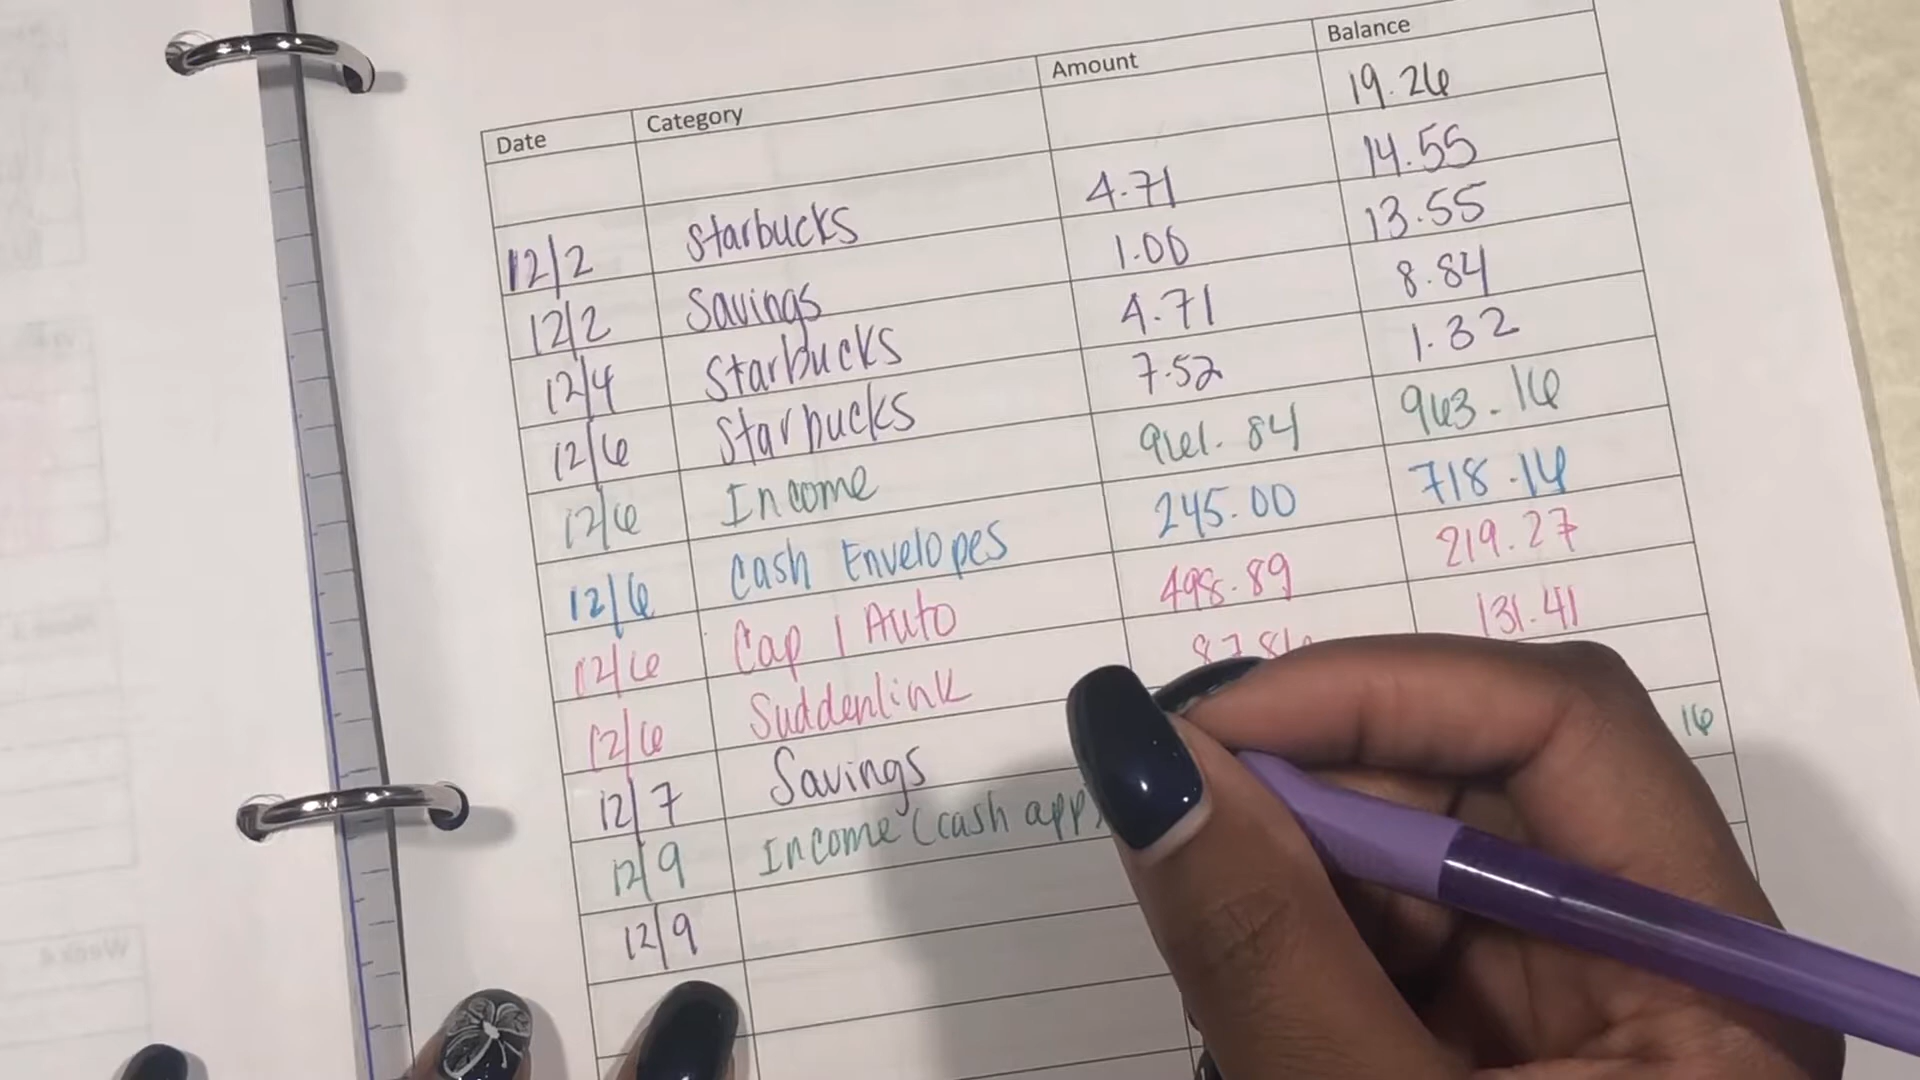 Date Category Amount Balance
19.26
12/2 Starbucks 4.71 14.55
12/2 Savings 1.00 13.55
12/4 Starbucks 4.71 8.84
12/6 Starbucks 7.52 1.32
12/6 Income 961.84 963.16
12/6 Cash Envelopes 245.00 718.16
12/6 Cap 1 Auto 498.89 219.27
12/6 Suddenlink 87.86 131.41
12/7 Savings
12/9 Income (cash app) 16
12/9